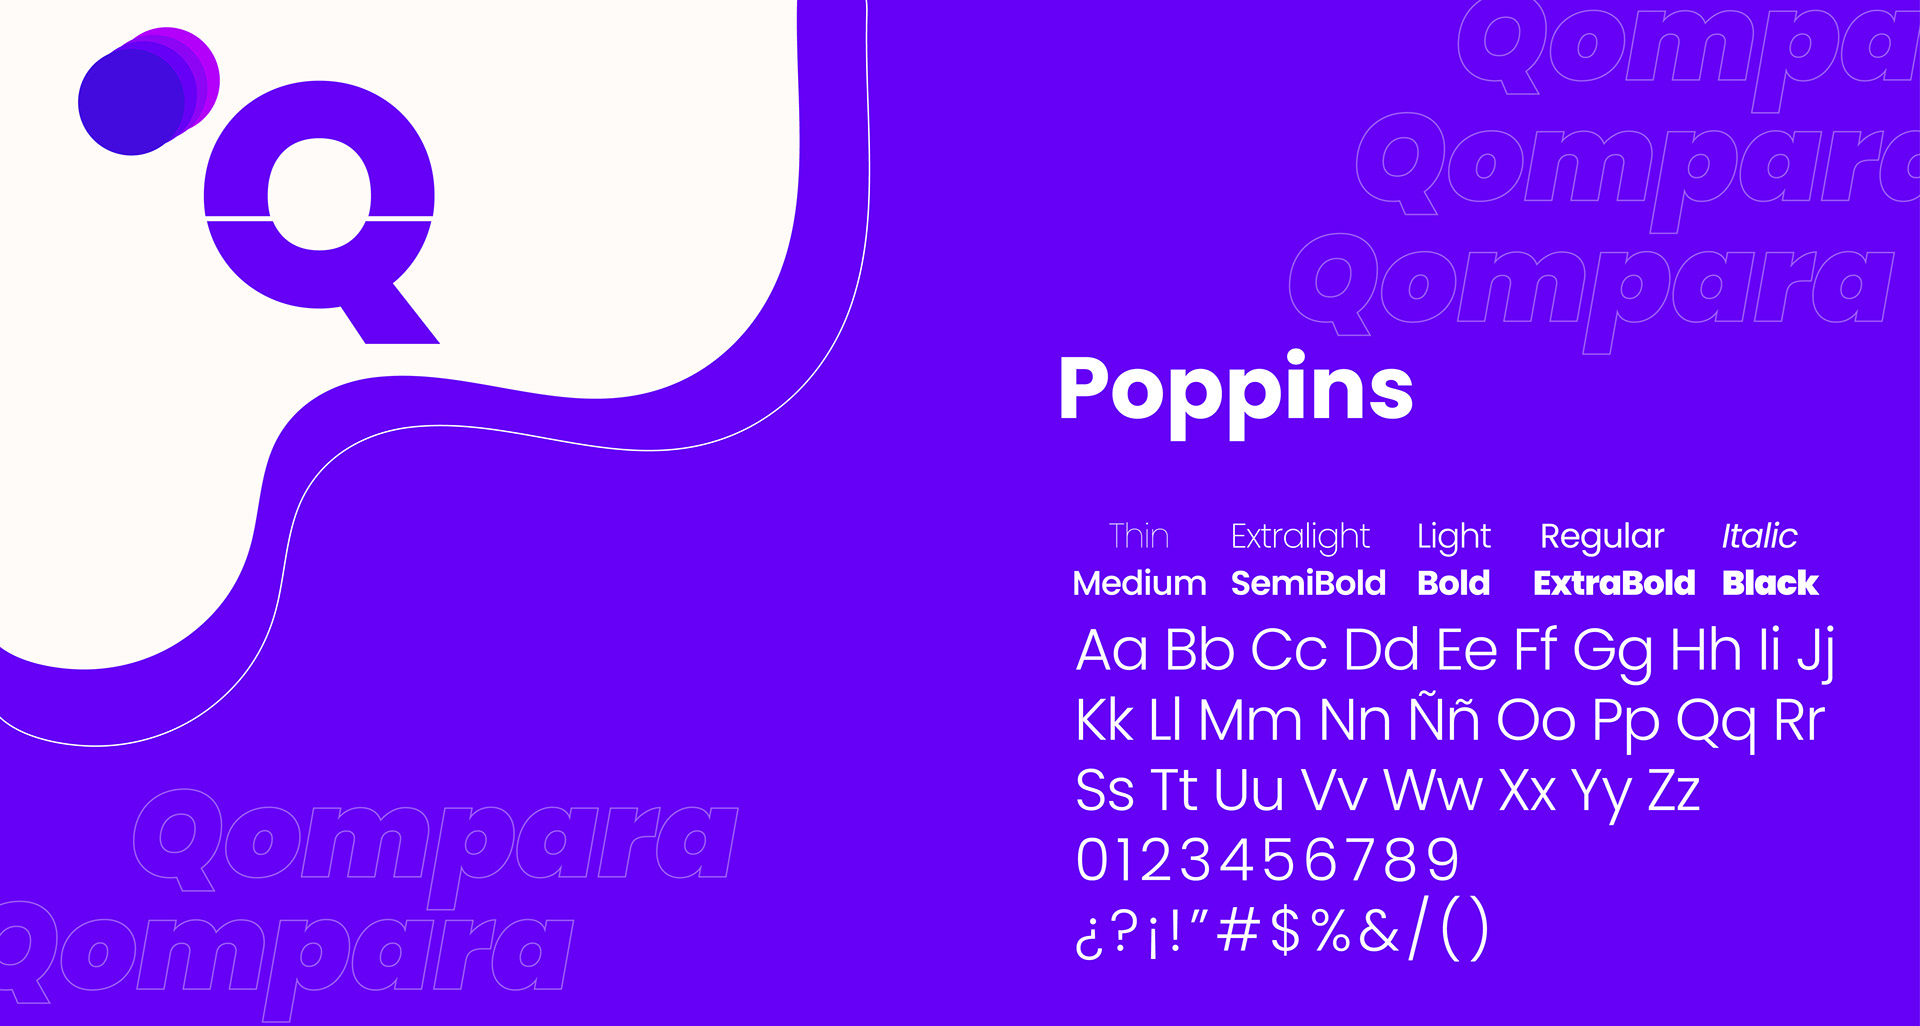 Q
Qompa
Qompara
Qompara
Poppins
Thin Extralight Light Regular Italic
Medium SemiBold Bold ExtraBold Black
Aa Bb Cc Dd Ee Ff Gg Hh Ii Jj
Kk Ll Mm Nn Ññ Oo Pp Qq Rr
Ss Tt Uu Vv Ww Xx Yy Zz
0123456789
¿?¡!”#$%&/()
Qompara
Qompara